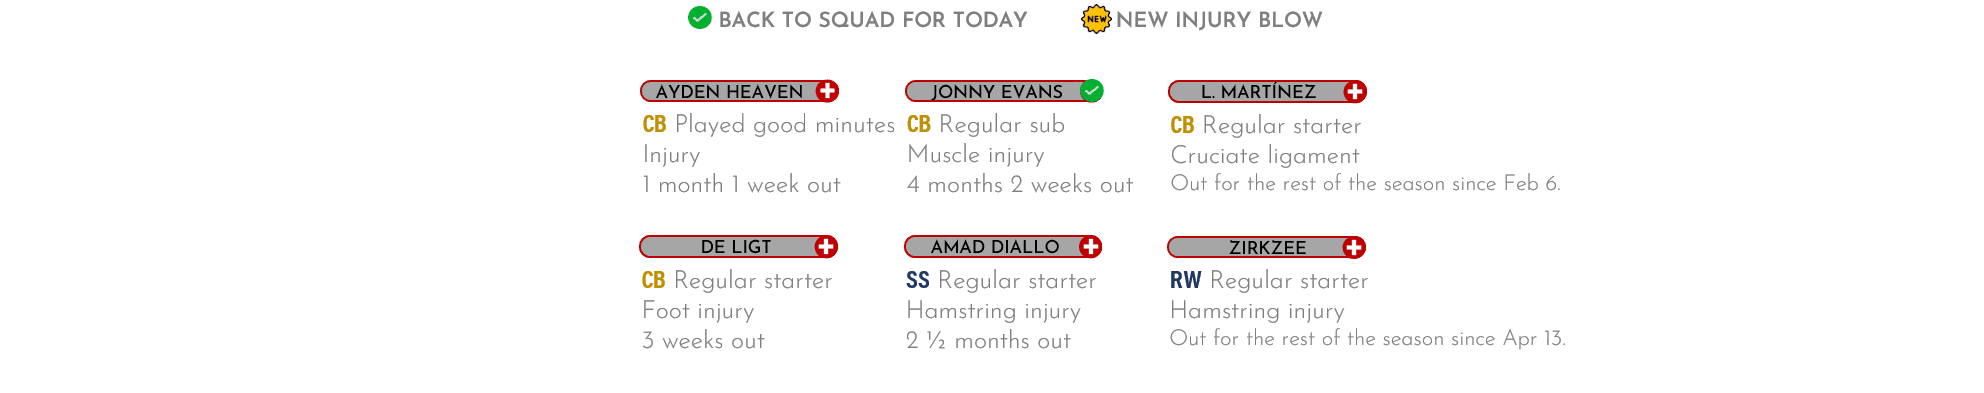 BACK TO SQUAD FOR TODAY
NEW NEW INJURY BLOW
AYDEN HEAVEN
CB Played good minutes
Injury
1 month 1 week out
JONNY EVANS
CB Regular sub
Muscle injury
4 months 2 weeks out
L. MARTÍNEZ
CB Regular starter
Cruciate ligament
Out for the rest of the season since Feb 6.
DE LIGT
CB Regular starter
Foot injury
3 weeks out
AMAD DIALLO
SS Regular starter
Hamstring injury
2 ½ months out
ZIRKZEE
RW Regular starter
Hamstring injury
Out for the rest of the season since Apr 13.